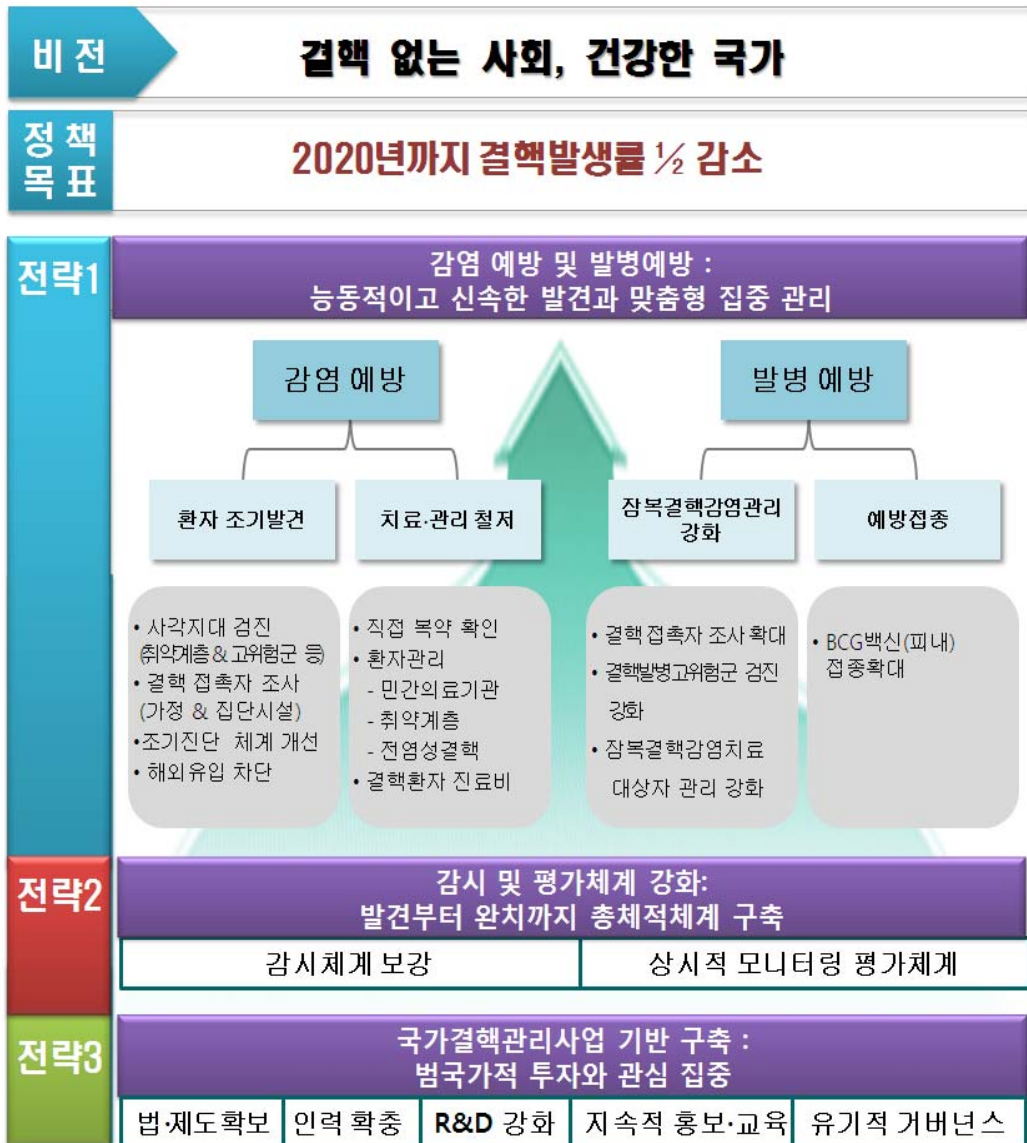 비전
결핵 없는 사회, 건강한 국가
정책
목표
2020년까지 결핵발생률 ½ 감소
전략1
감염 예방 및 발병예방 :
능동적이고 신속한 발견과 맞춤형 집중 관리
감염 예방
발병 예방
환자 조기발견
치료·관리 철저
잠복결핵감염관리
강화
예방접종
• 사각지대 검진
(취약계층 & 고위험군 등)
• 결핵 접촉자 조사
(가정 & 집단시설)
•조기진단 체계 개선
• 해외유입 차단
• 직접 복약 확인
• 환자관리
- 민간의료기관
- 취약계층
- 전염성결핵
• 결핵환자 진료비
• 결핵 접촉자 조사 확대
• 결핵발병고위험군 검진
강화
• 잠복결핵감염치료
대상자 관리 강화
• BCG백신(피내)
접종확대
전략2
감시 및 평가체계 강화:
발견부터 완치까지 총체적체계 구축
감시체계 보강
상시적 모니터링 평가체계
전략3
국가결핵관리사업 기반 구축 :
범국가적 투자와 관심 집중
법·제도확보
인력 확충
R&D 강화
지속적 홍보·교육
유기적 거버넌스